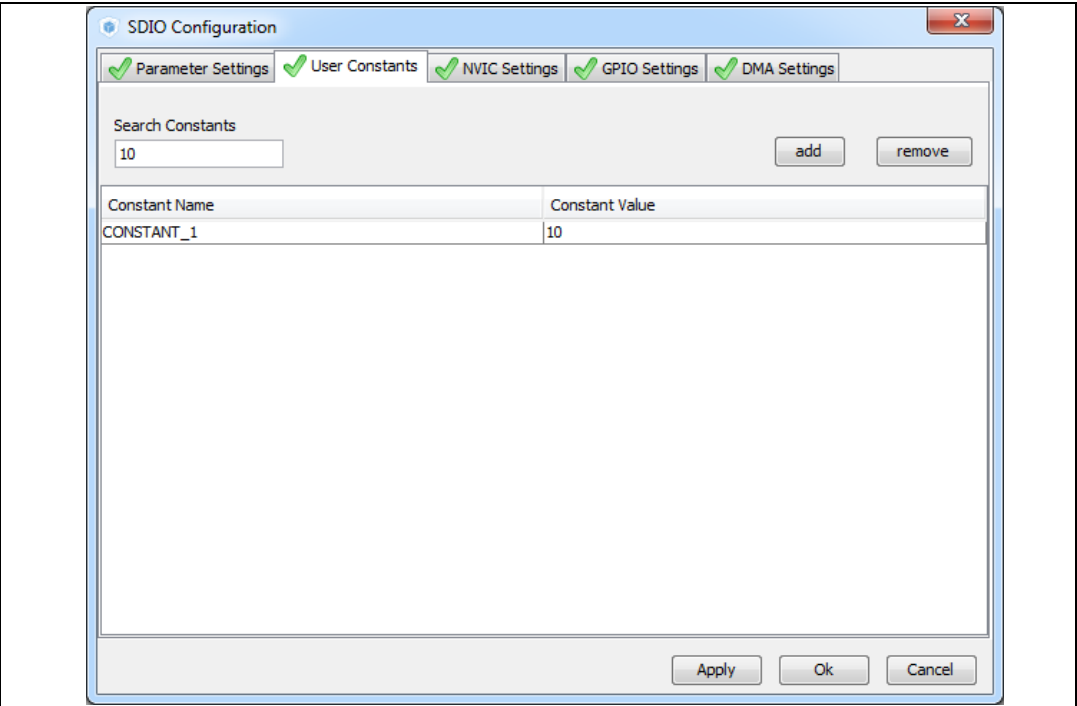 SDIO Configuration
Parameter Settings User Constants NVIC Settings GPIO Settings DMA Settings
Search Constants
10 add remove
Constant Name Constant Value
CONSTANT_1 10
Apply Ok Cancel